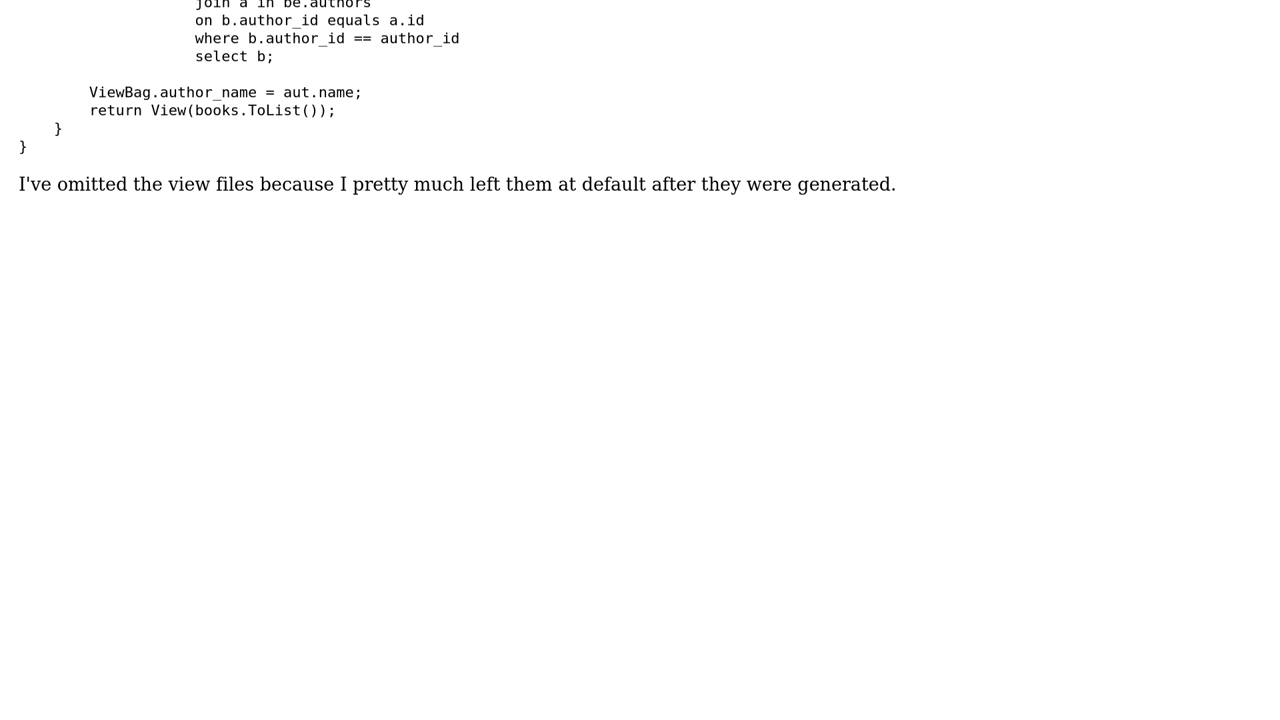 join a in be.authors
on b.author_id equals a.id
where b.author_id == author_id
select b;
ViewBag.author_name = aut.name;
return View(books.ToList());
}
}
I've omitted the view files because I pretty much left them at default after they were generated.